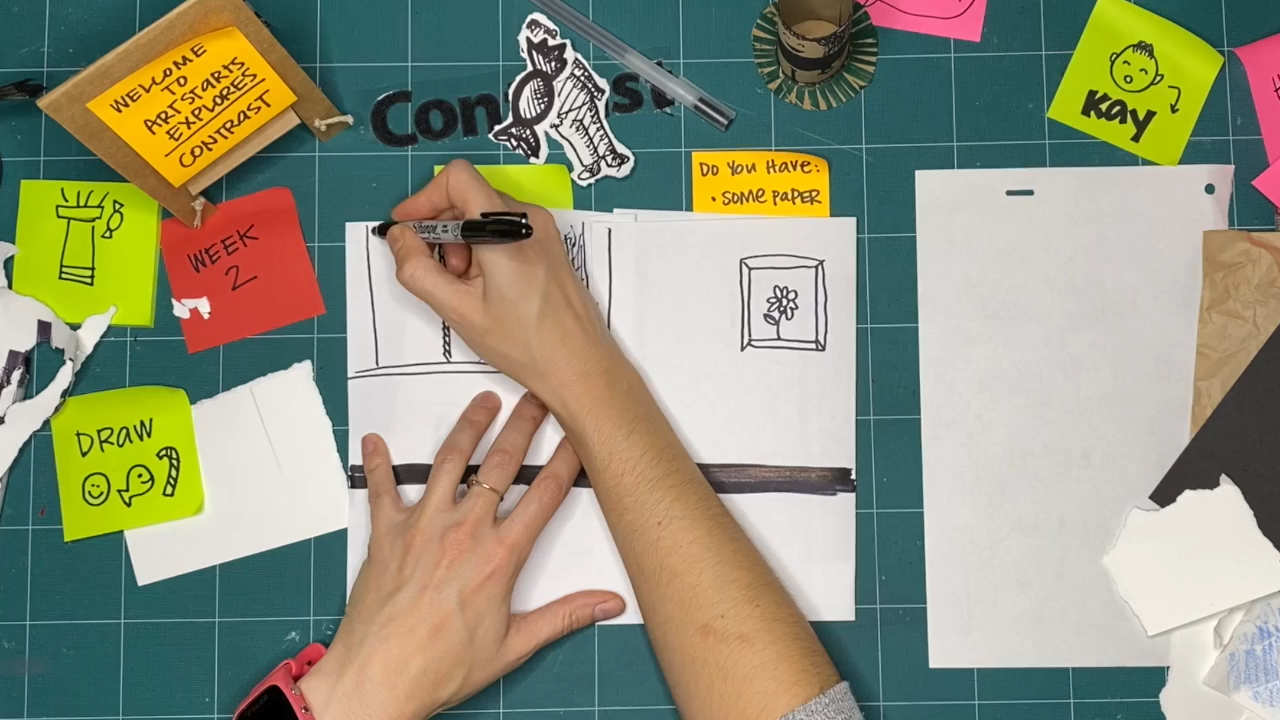 WELCOME
TO
ARTSTARTS
EXPLORES
CONTRAST
Con st
Do You Have:
• SOME PAPER
KAY
WEEK
2
Sharpie
DRAW